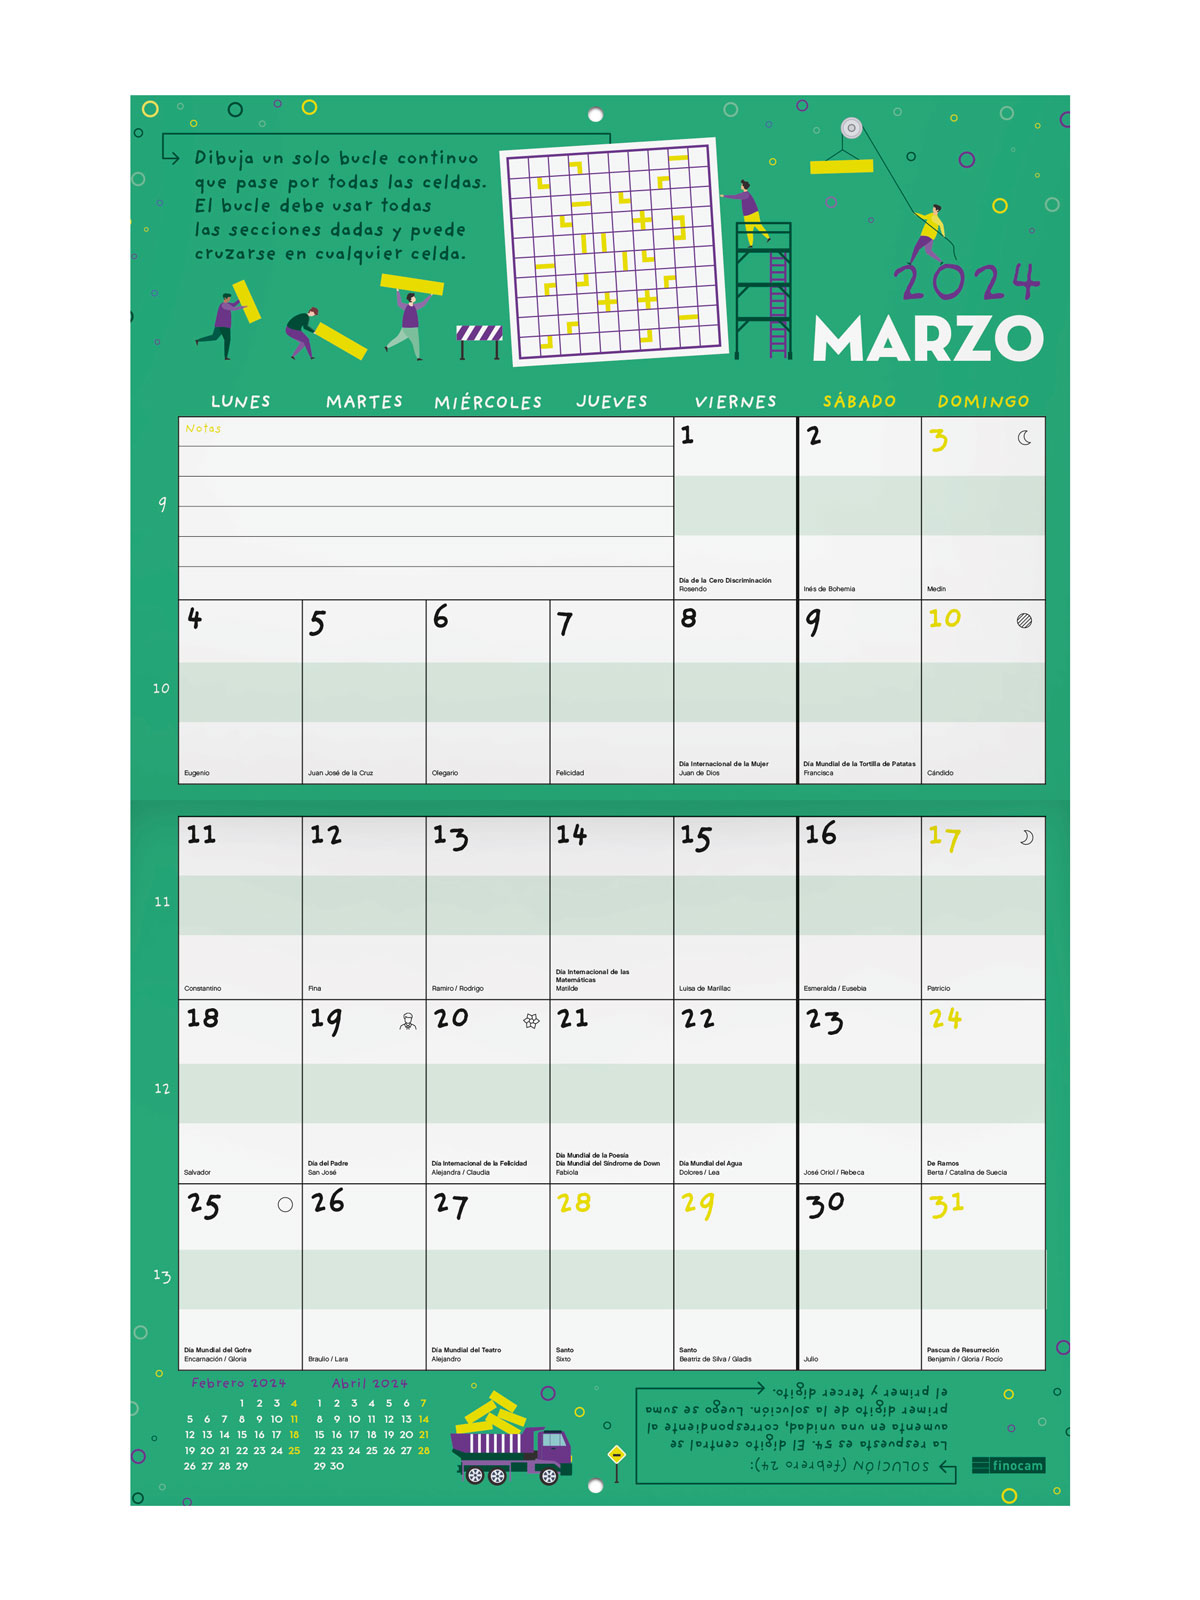 Dibuja un solo bucle continuo
que pase por todas las celdas.
El bucle debe usar todas
las secciones dadas y puede
cruzarse en cualquier celda.
2024
MARZO
LUNES MARTES MIÉRCOLES JUEVES VIERNES SÁBADO DOMINGO
Notas
9
1
Día de la Cero Discriminación
Rosendo
2
Inés de Bohemia
3
Medín
10
4
Eugenio
5
Juan José de la Cruz
6
Olegario
7
Felicidad
8
Día Internacional de la Mujer
Juan de Dios
9
Día Mundial de la Tortilla de Patatas
Francisca
10
Cándido
11
11
Constantino
12
Fina
13
Ramiro / Rodrigo
14
Día Internacional de las
Matemáticas
Matilde
15
Luisa de Marillac
16
Esmeralda / Eusebia
17
Patricio
12
18
Salvador
19
Día del Padre
San José
20
Día Internacional de la Felicidad
Alejandra / Claudia
21
Día Mundial de la Poesía
Día Mundial del Síndrome de Down
Fabiola
22
Día Mundial del Agua
Dolores / Lea
23
José Oriol / Rebeca
24
De Ramos
Berta / Catalina de Suecia
13
25
Día Mundial del Gofre
Encarnación / Gloria
26
Braulio / Lara
27
Día Mundial del Teatro
Alejandro
28
Santo
Sixto
29
Santo
Beatriz de Silva / Gladis
30
Julio
31
Pascua de Resurreción
Benjamín / Gloria / Rocío
Febrero 2024
1 2 3 4
5 6 7 8 9 10 11
12 13 14 15 16 17 18
19 20 21 22 23 24 25
26 27 28 29
Abril 2024
1 2 3 4 5 6 7
8 9 10 11 12 13 14
15 16 17 18 19 20 21
22 23 24 25 26 27 28
29 30
SOLUCIÓN (febrero 24):
La respuesta es 54. El dígito central se
aumenta en una unidad, correspondiente al
primer dígito de la solución. Luego se suma
el primer y tercer dígito.
finocam